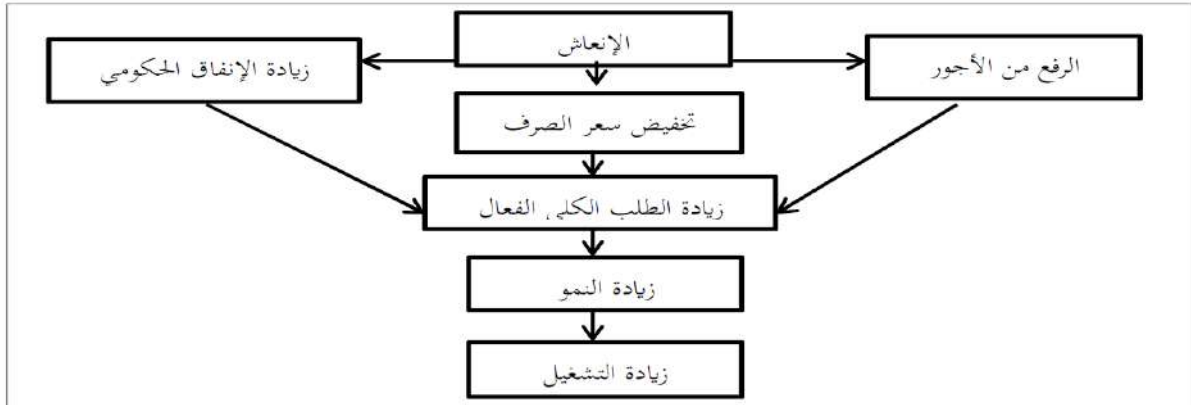 الإنعاش
الرفع من الأجور
زيادة الإنفاق الحكومي
تخفيض سعر الصرف
زيادة الطلب الكلي الفعال
زيادة النمو
زيادة التشغيل